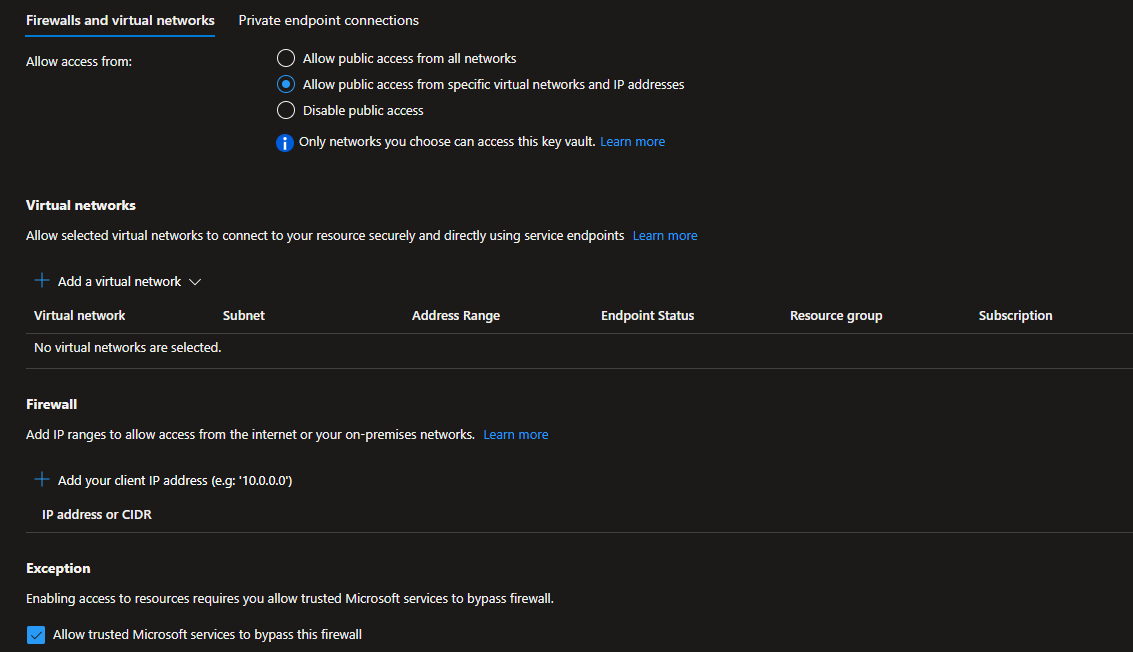 Firewalls and virtual networks Private endpoint connections
Allow access from:
Allow public access from all networks
Allow public access from specific virtual networks and IP addresses
Disable public access
Only networks you choose can access this key vault. Learn more
Virtual networks
Allow selected virtual networks to connect to your resource securely and directly using service endpoints Learn more
Add a virtual network
Virtual network Subnet Address Range Endpoint Status Resource group Subscription
No virtual networks are selected.
Firewall
Add IP ranges to allow access from the internet or your on-premises networks. Learn more
Add your client IP address (e.g: '10.0.0.0')
IP address or CIDR
Exception
Enabling access to resources requires you allow trusted Microsoft services to bypass firewall.
Allow trusted Microsoft services to bypass this firewall